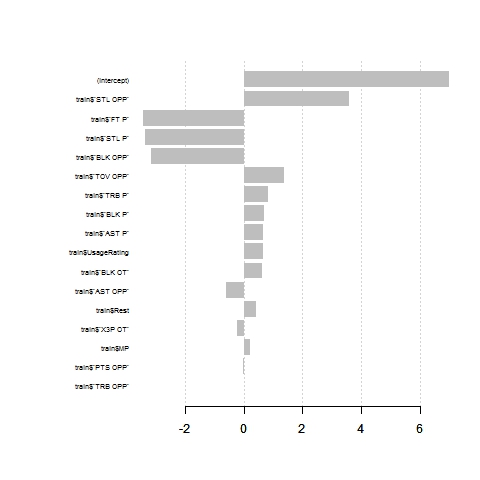 (Intercept)
train$`STL OPP`
train$`FT P`
train$`STL P`
train$`BLK OPP`
train$`TOV OPP`
train$`TRB P`
train$`BLK P`
train$`AST P`
train$UsageRating
train$`BLK OT`
train$`AST OPP`
train$Rest
train$`X3P OT`
train$MP
train$`PTS OPP`
train$`TRB OPP`
-2 0 2 4 6